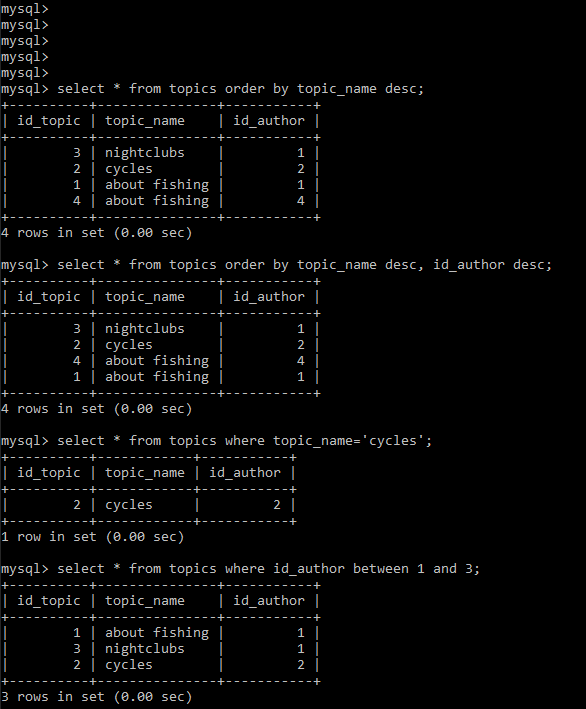 mysql>
mysql>
mysql>
mysql>
mysql>
mysql> select * from topics order by topic_name desc;
+----------+---------------+-----------+
| id_topic | topic_name    | id_author |
+----------+---------------+-----------+
|        3 | nightclubs    |         1 |
|        2 | cycles        |         2 |
|        1 | about fishing |         1 |
|        4 | about fishing |         4 |
+----------+---------------+-----------+
4 rows in set (0.00 sec)

mysql> select * from topics order by topic_name desc, id_author desc;
+----------+---------------+-----------+
| id_topic | topic_name    | id_author |
+----------+---------------+-----------+
|        3 | nightclubs    |         1 |
|        2 | cycles        |         2 |
|        4 | about fishing |         4 |
|        1 | about fishing |         1 |
+----------+---------------+-----------+
4 rows in set (0.00 sec)

mysql> select * from topics where topic_name='cycles';
+----------+------------+-----------+
| id_topic | topic_name | id_author |
+----------+------------+-----------+
|        2 | cycles     |         2 |
+----------+------------+-----------+
1 row in set (0.00 sec)

mysql> select * from topics where id_author between 1 and 3;
+----------+---------------+-----------+
| id_topic | topic_name    | id_author |
+----------+---------------+-----------+
|        1 | about fishing |         1 |
|        3 | nightclubs    |         1 |
|        2 | cycles        |         2 |
+----------+---------------+-----------+
3 rows in set (0.00 sec)